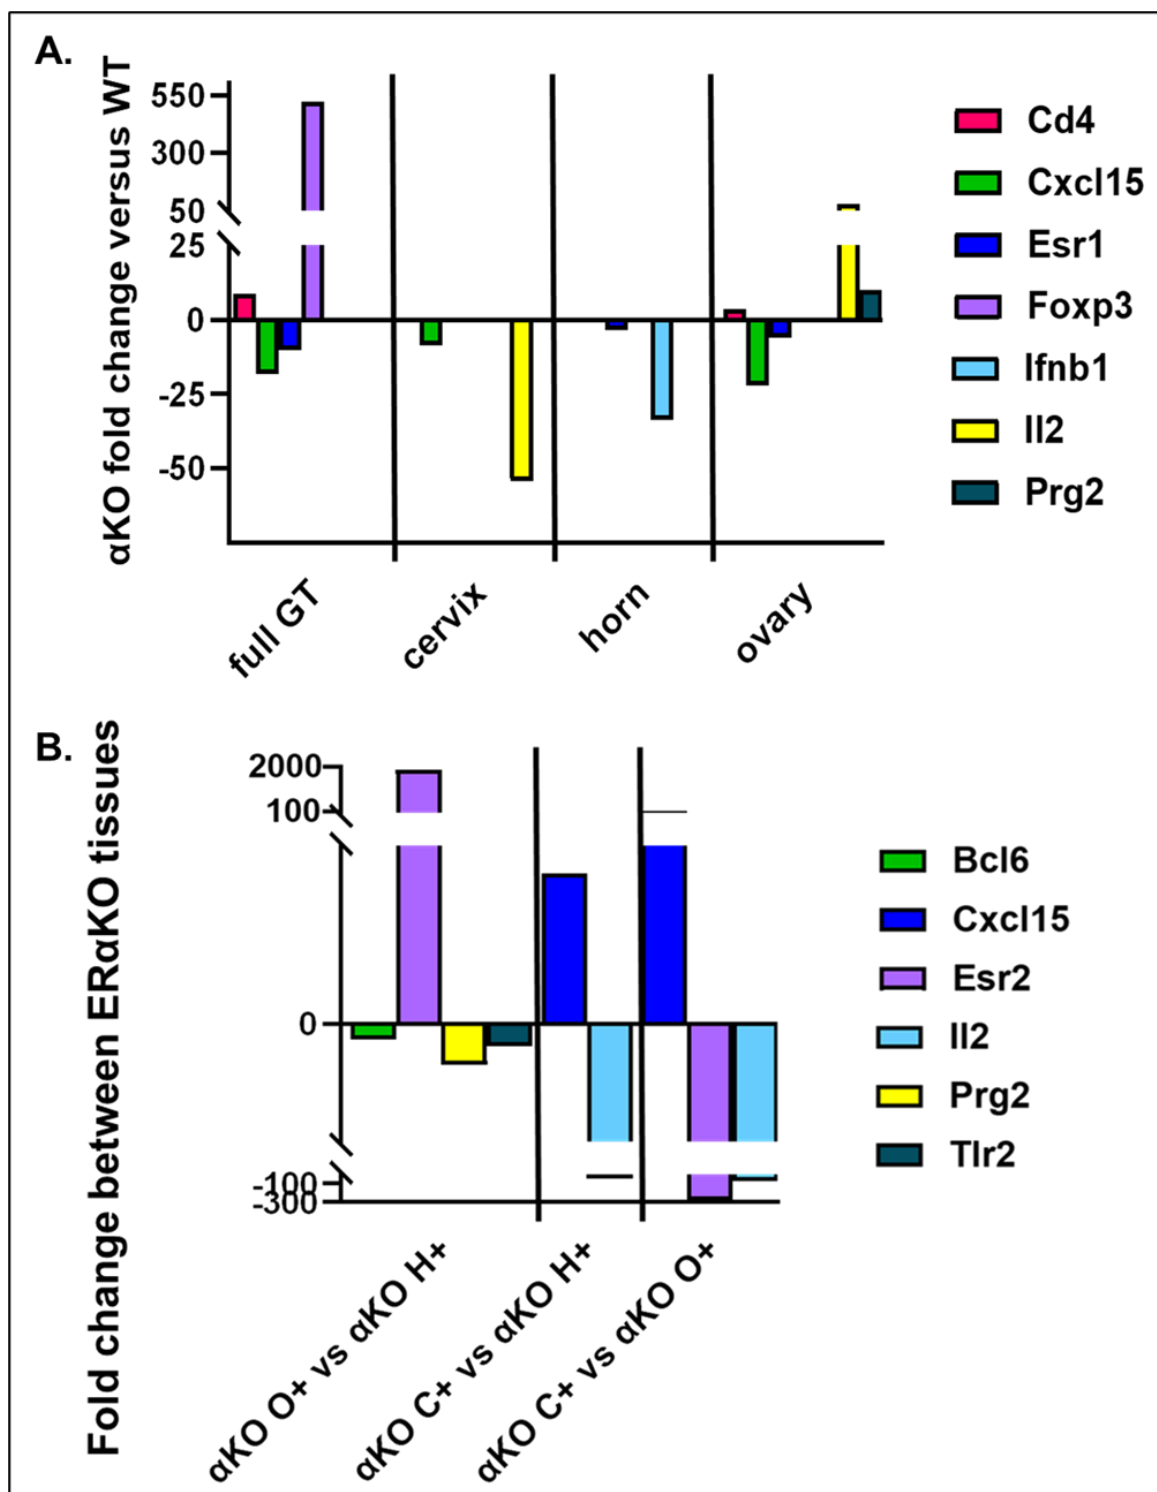 A.
αKO fold change versus WT
550
300
50
25
0
-25
-50
full GT
cervix
horn
ovary
Cd4
Cxcl15
Esr1
Foxp3
Ifnb1
Il2
Prg2
B.
Fold change between ERαKO tissues
2000
100
0
-100
-300
αKO O+ vs αKO H+
αKO C+ vs αKO H+
αKO C+ vs αKO O+
Bcl6
Cxcl15
Esr2
Il2
Prg2
Tlr2